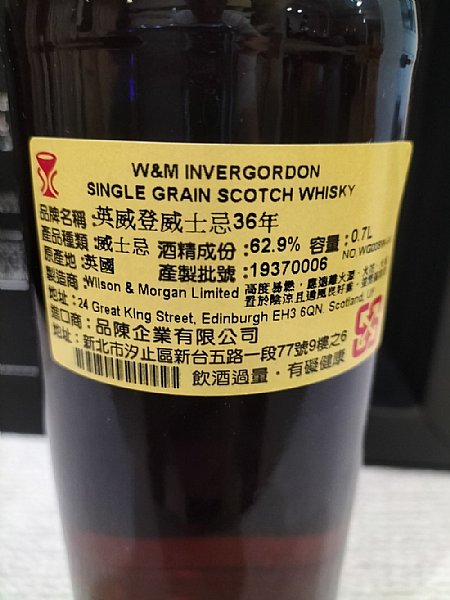 W&M INVERGORDON
SINGLE GRAIN SCOTCH WHISKY
品牌名稱:英威登威士忌36年
產品種類:威士忌 酒精成份:62.9% 容量:0.7L
原產地:英國 產製批號:19370006
製造商:Wilson & Morgan Limited
地址:24 Great King Street, Edinburgh EH3 6QN, Scotland, UK
進口商:品陳企業有限公司
地址:新北市汐止區新台五路一段77號9樓之6
飲酒過量,有礙健康